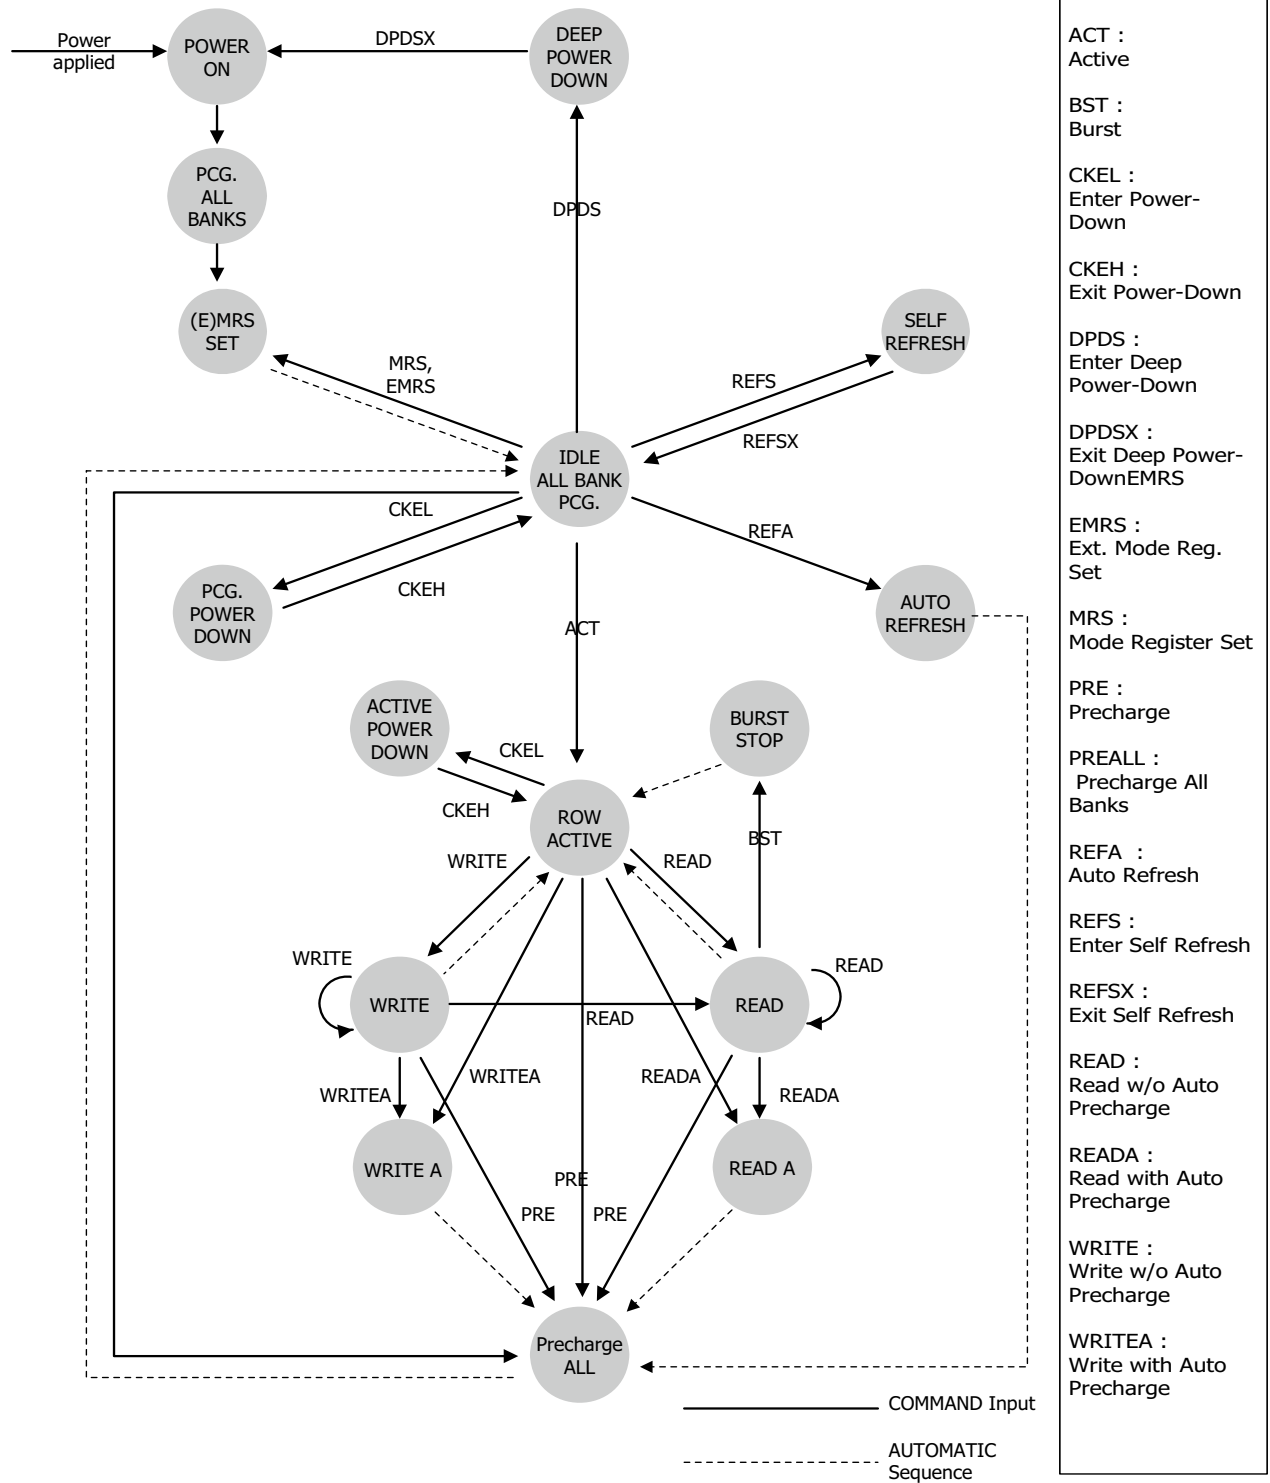 Power
applied
POWER
ON
DPDSX
DEEP
POWER
DOWN
PCG.
ALL
BANKS
DPDS
(E)MRS
SET
MRS,
EMRS
SELF
REFRESH
REFS
REFSX
IDLE
ALL BANK
PCG.
CKEL
CKEH
REFA
PCG.
POWER
DOWN
AUTO
REFRESH
ACT
ACTIVE
POWER
DOWN
CKEL
CKEH
BURST
STOP
ROW
ACTIVE
BST
WRITE
READ
WRITE
WRITE
READ
READ
READ
WRITEA
WRITEA
READA
READA
WRITE A
READ A
PRE
PRE
PRE
Precharge
ALL
COMMAND Input
AUTOMATIC
Sequence
ACT :
Active
BST :
Burst
CKEL :
Enter Power-
Down
CKEH :
Exit Power-Down
DPDS :
Enter Deep
Power-Down
DPDSX :
Exit Deep Power-
DownEMRS
EMRS :
Ext. Mode Reg.
Set
MRS :
Mode Register Set
PRE :
Precharge
PREALL :
Precharge All
Banks
REFA :
Auto Refresh
REFS :
Enter Self Refresh
REFSX :
Exit Self Refresh
READ :
Read w/o Auto
Precharge
READA :
Read with Auto
Precharge
WRITE :
Write w/o Auto
Precharge
WRITEA :
Write with Auto
Precharge